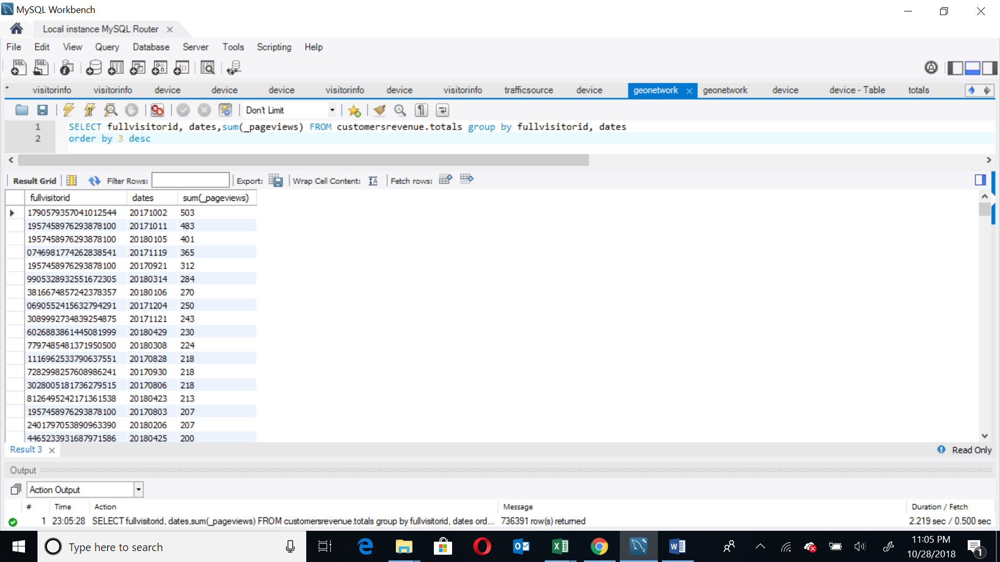 MySQL Workbench
Local instance MySQL Router
File Edit View Query Database Server Tools Scripting Help
* visitorinfo visitorinfo device device device visitorinfo device visitorinfo trafficsource device geonetwork geonetwork device device - Table totals
Don't Limit
1 SELECT fullvisitorid, dates,sum(_pageviews) FROM customersrevenue.totals group by fullvisitorid, dates
2 order by 3 desc
Result Grid Filter Rows: Export: Wrap Cell Content: Fetch rows:
fullvisitorid dates sum(_pageviews)
1790579357041012544 20171002 503
1957458976293878100 20171011 483
1957458976293878100 20180105 401
0746981774262838541 20171119 365
1957458976293878100 20170921 312
9905328932551672305 20180314 284
3816674857242378357 20180106 270
0690552415632794291 20171204 250
3089992734839254875 20171121 243
6026883861445081999 20180429 230
7797485481371950500 20180308 224
1116962533790637551 20170828 218
7282998257608986241 20170930 218
3028005181736279515 20170806 218
8126495242171361538 20180423 213
1957458976293878100 20170803 207
2401797053890963390 20180206 207
4465233931687971586 20180425 200
Result 3 Read Only
Output
Action Output
# Time Action Message Duration / Fetch
1 23:05:28 SELECT fullvisitorid, dates,sum(_pageviews) FROM customersrevenue.totals group by fullvisitorid, dates ord... 736391 row(s) returned 2.219 sec / 0.500 sec
Type here to search
11:05 PM
10/28/2018
1